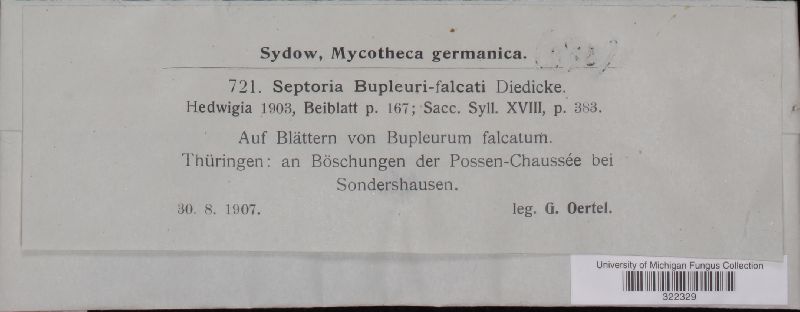 Sydow, Mycotheca germanica.
721. Septoria Bupleuri-falcati Diedicke.
Hedwigia 1903, Beiblatt p. 167; Sacc. Syll. XVIII, p. 383.
Auf Blättern von Bupleurum falcatum.
Thüringen: an Böschungen der Possen-Chaussée bei
Sondershausen.
30. 8. 1907. leg. G. Oertel.
University of Michigan Fungus Collection
322329